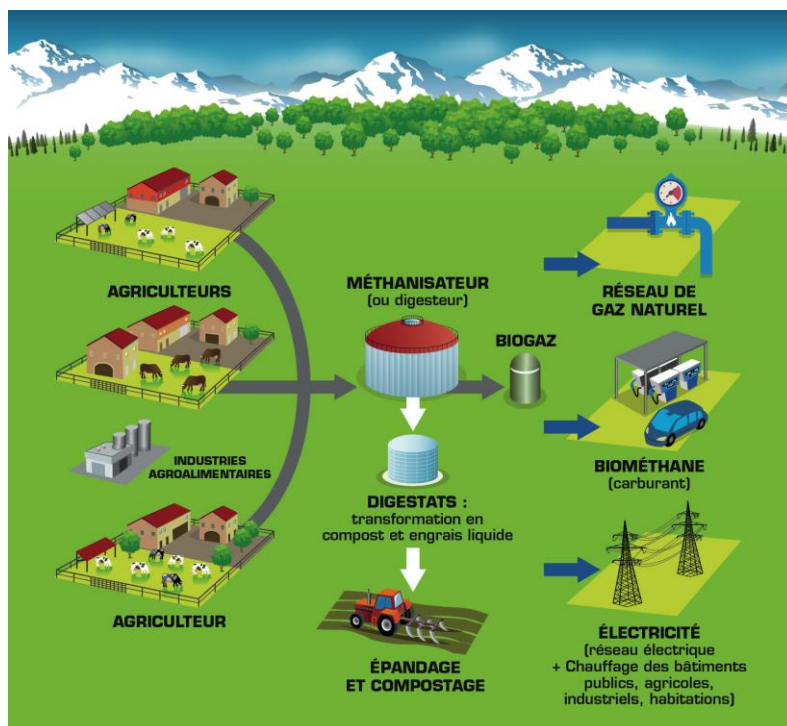 AGRICULTEURS
INDUSTRIES
AGROALIMENTAIRES
AGRICULTEUR
MÉTHANISATEUR
(ou digesteur)
BIOGAZ
DIGESTATS :
transformation en
compost et engrais liquide
ÉPANDAGE
ET COMPOSTAGE
RÉSEAU DE
GAZ NATUREL
BIOMÉTHANE
(carburant)
ÉLECTRICITÉ
(réseau électrique
+ Chauffage des bâtiments
publics, agricoles,
industriels, habitations)